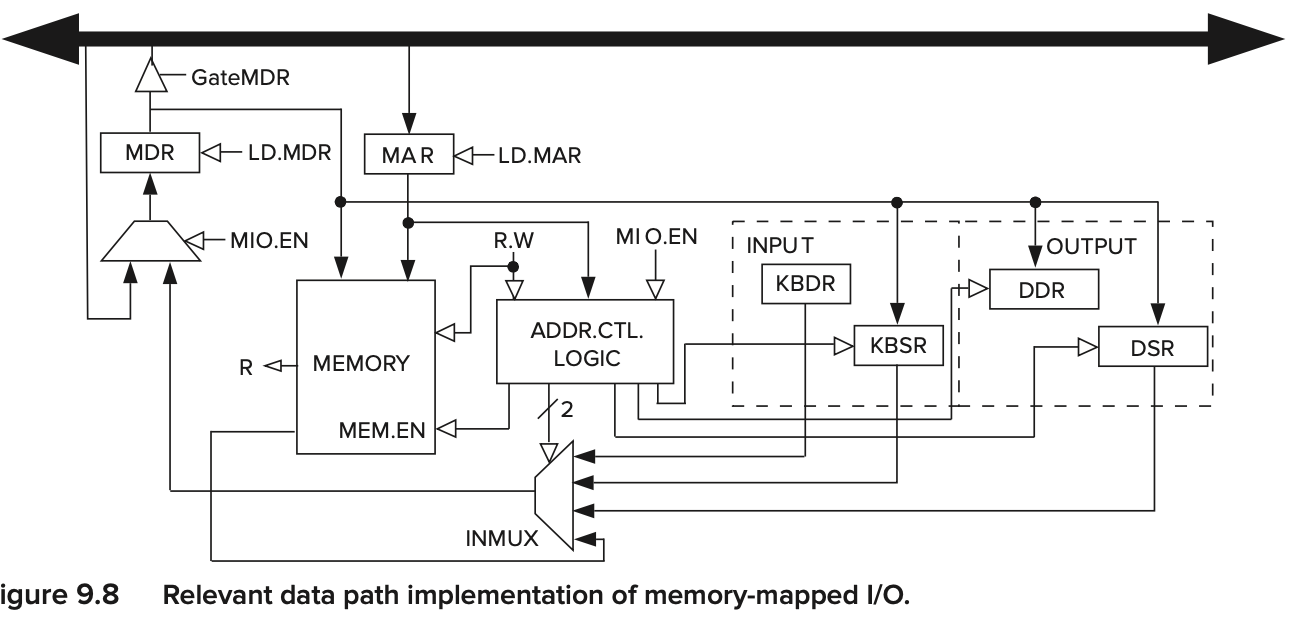 GateMDR
MDR
LD.MDR
MAR
LD.MAR
MIO.EN
R.W
MIO.EN
INPUT
KBDR
OUTPUT
DDR
ADDR.CTL.
LOGIC
KBSR
DSR
R
MEMORY
2
MEM.EN
INMUX
igure 9.8 Relevant data path implementation of memory-mapped I/O.